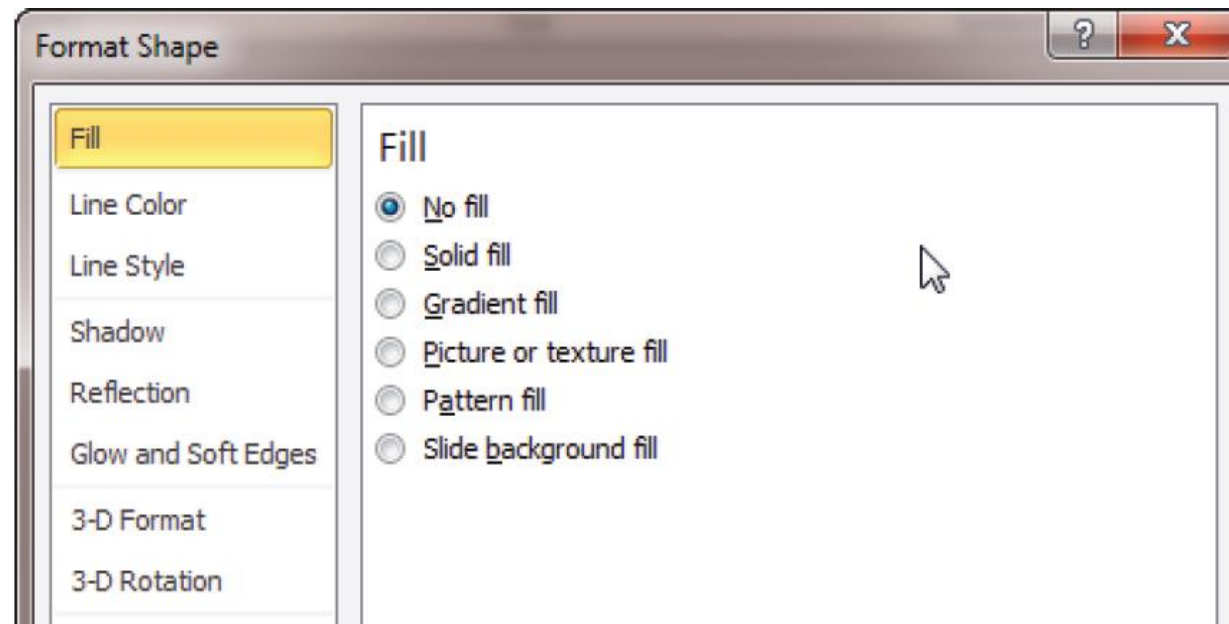 Format Shape
?
X
Fill
Line Color
Line Style
Shadow
Reflection
Glow and Soft Edges
3-D Format
3-D Rotation
Fill
No fill
Solid fill
Gradient fill
Picture or texture fill
Pattern fill
Slide background fill